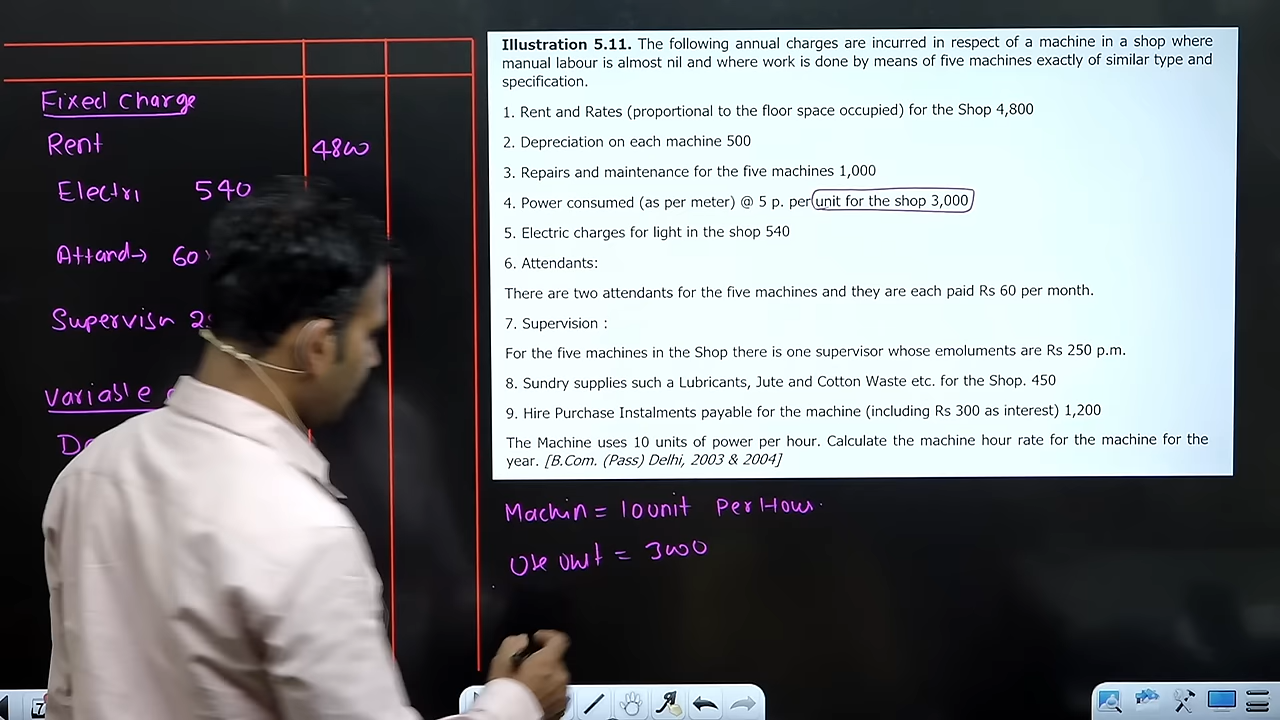 Fixed Charge
Rent 4800
Electri 540
Attand→ 60
Supervisn
Variable
Illustration 5.11. The following annual charges are incurred in respect of a machine in a shop where
manual labour is almost nil and where work is done by means of five machines exactly of similar type and
specification.
1. Rent and Rates (proportional to the floor space occupied) for the Shop 4,800
2. Depreciation on each machine 500
3. Repairs and maintenance for the five machines 1,000
4. Power consumed (as per meter) @ 5 p. per unit for the shop 3,000
5. Electric charges for light in the shop 540
6. Attendants:
There are two attendants for the five machines and they are each paid Rs 60 per month.
7. Supervision :
For the five machines in the Shop there is one supervisor whose emoluments are Rs 250 p.m.
8. Sundry supplies such a Lubricants, Jute and Cotton Waste etc. for the Shop. 450
9. Hire Purchase Instalments payable for the machine (including Rs 300 as interest) 1,200
The Machine uses 10 units of power per hour. Calculate the machine hour rate for the machine for the
year. [B.Com. (Pass) Delhi, 2003 & 2004]
Machin = 10 unit Per Hour.
Use unit = 3000